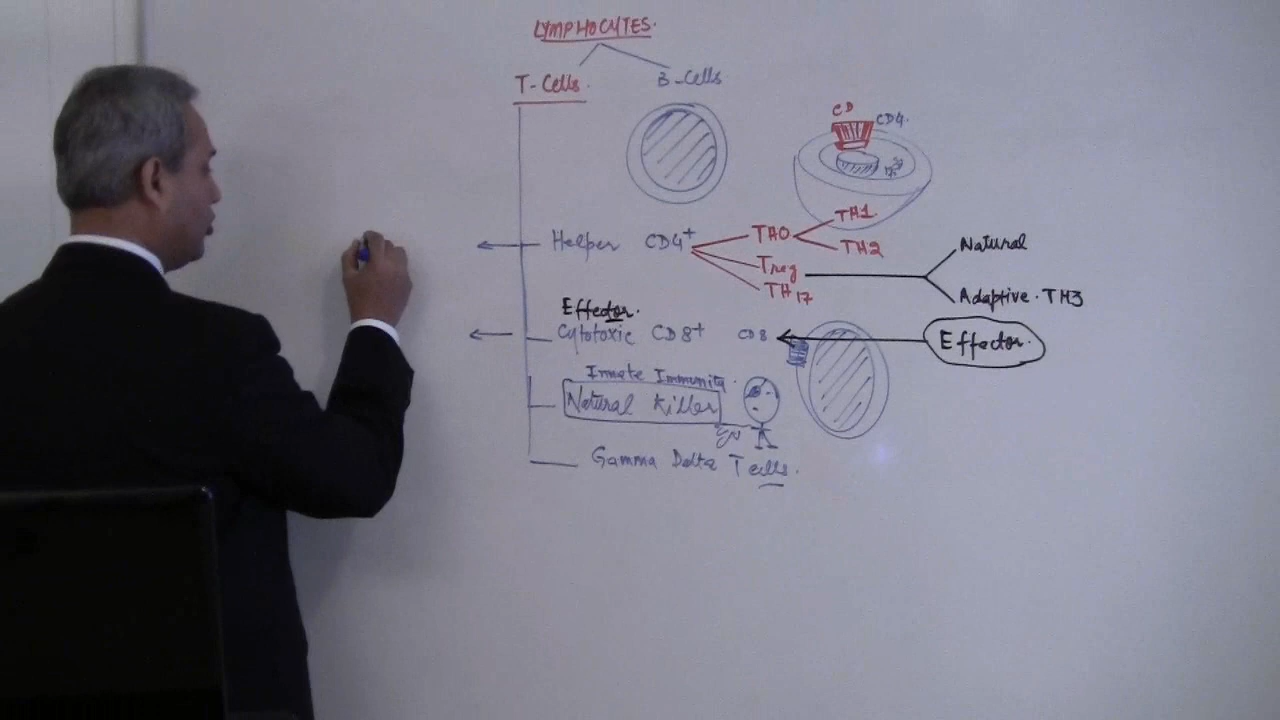 LYMPHOCYTES.
T-Cells. B-Cells
CD
CD4.
Helper CD4+
TH0
TH1.
TH2
Treg
TH17
Natural
Adaptive. TH3
Effector.
Cytotoxic CD8+ CD8
Effector.
Innate Immunity.
Natural Killer
Gamma Delta T cells.